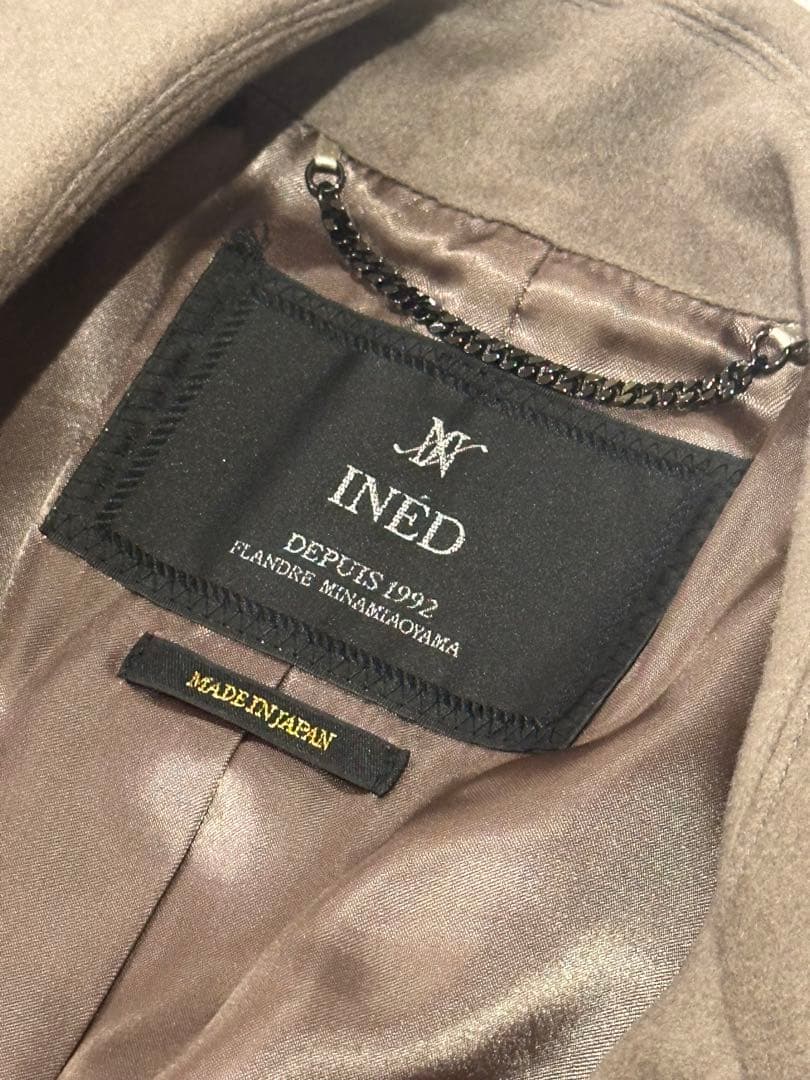 INÉD
DEPUIS 1992
FLANDRE MINAMIAOYAMA
MADE IN JAPAN